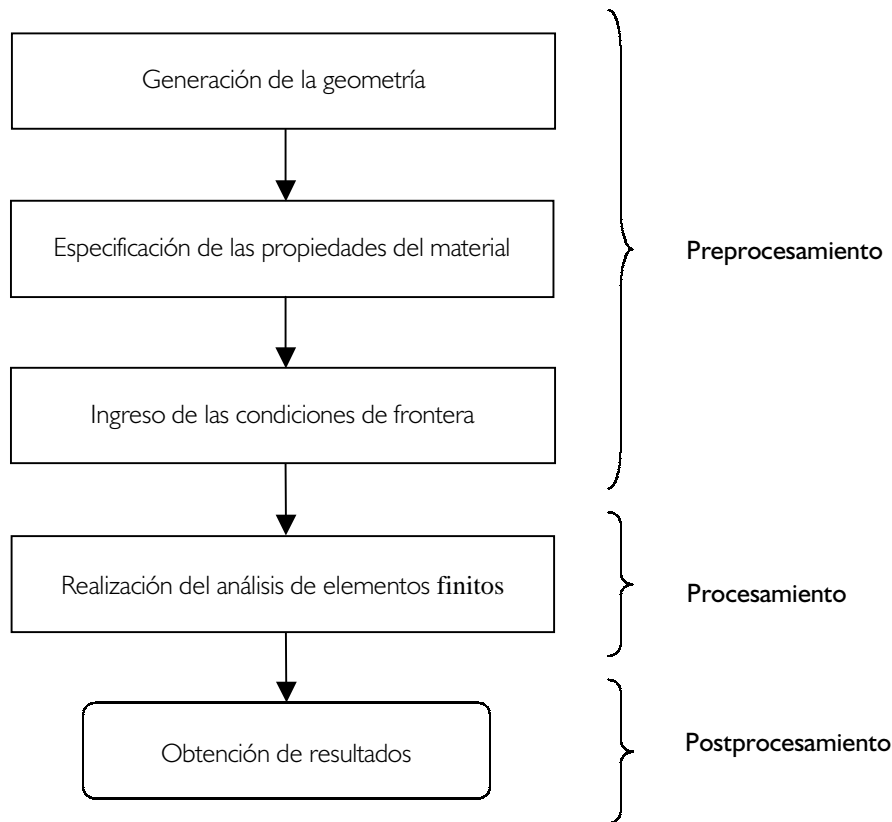 Generación de la geometría
Especificación de las propiedades del material
Preprocesamiento
Ingreso de las condiciones de frontera
Realización del análisis de elementos finitos
Procesamiento
Obtención de resultados
Postprocesamiento